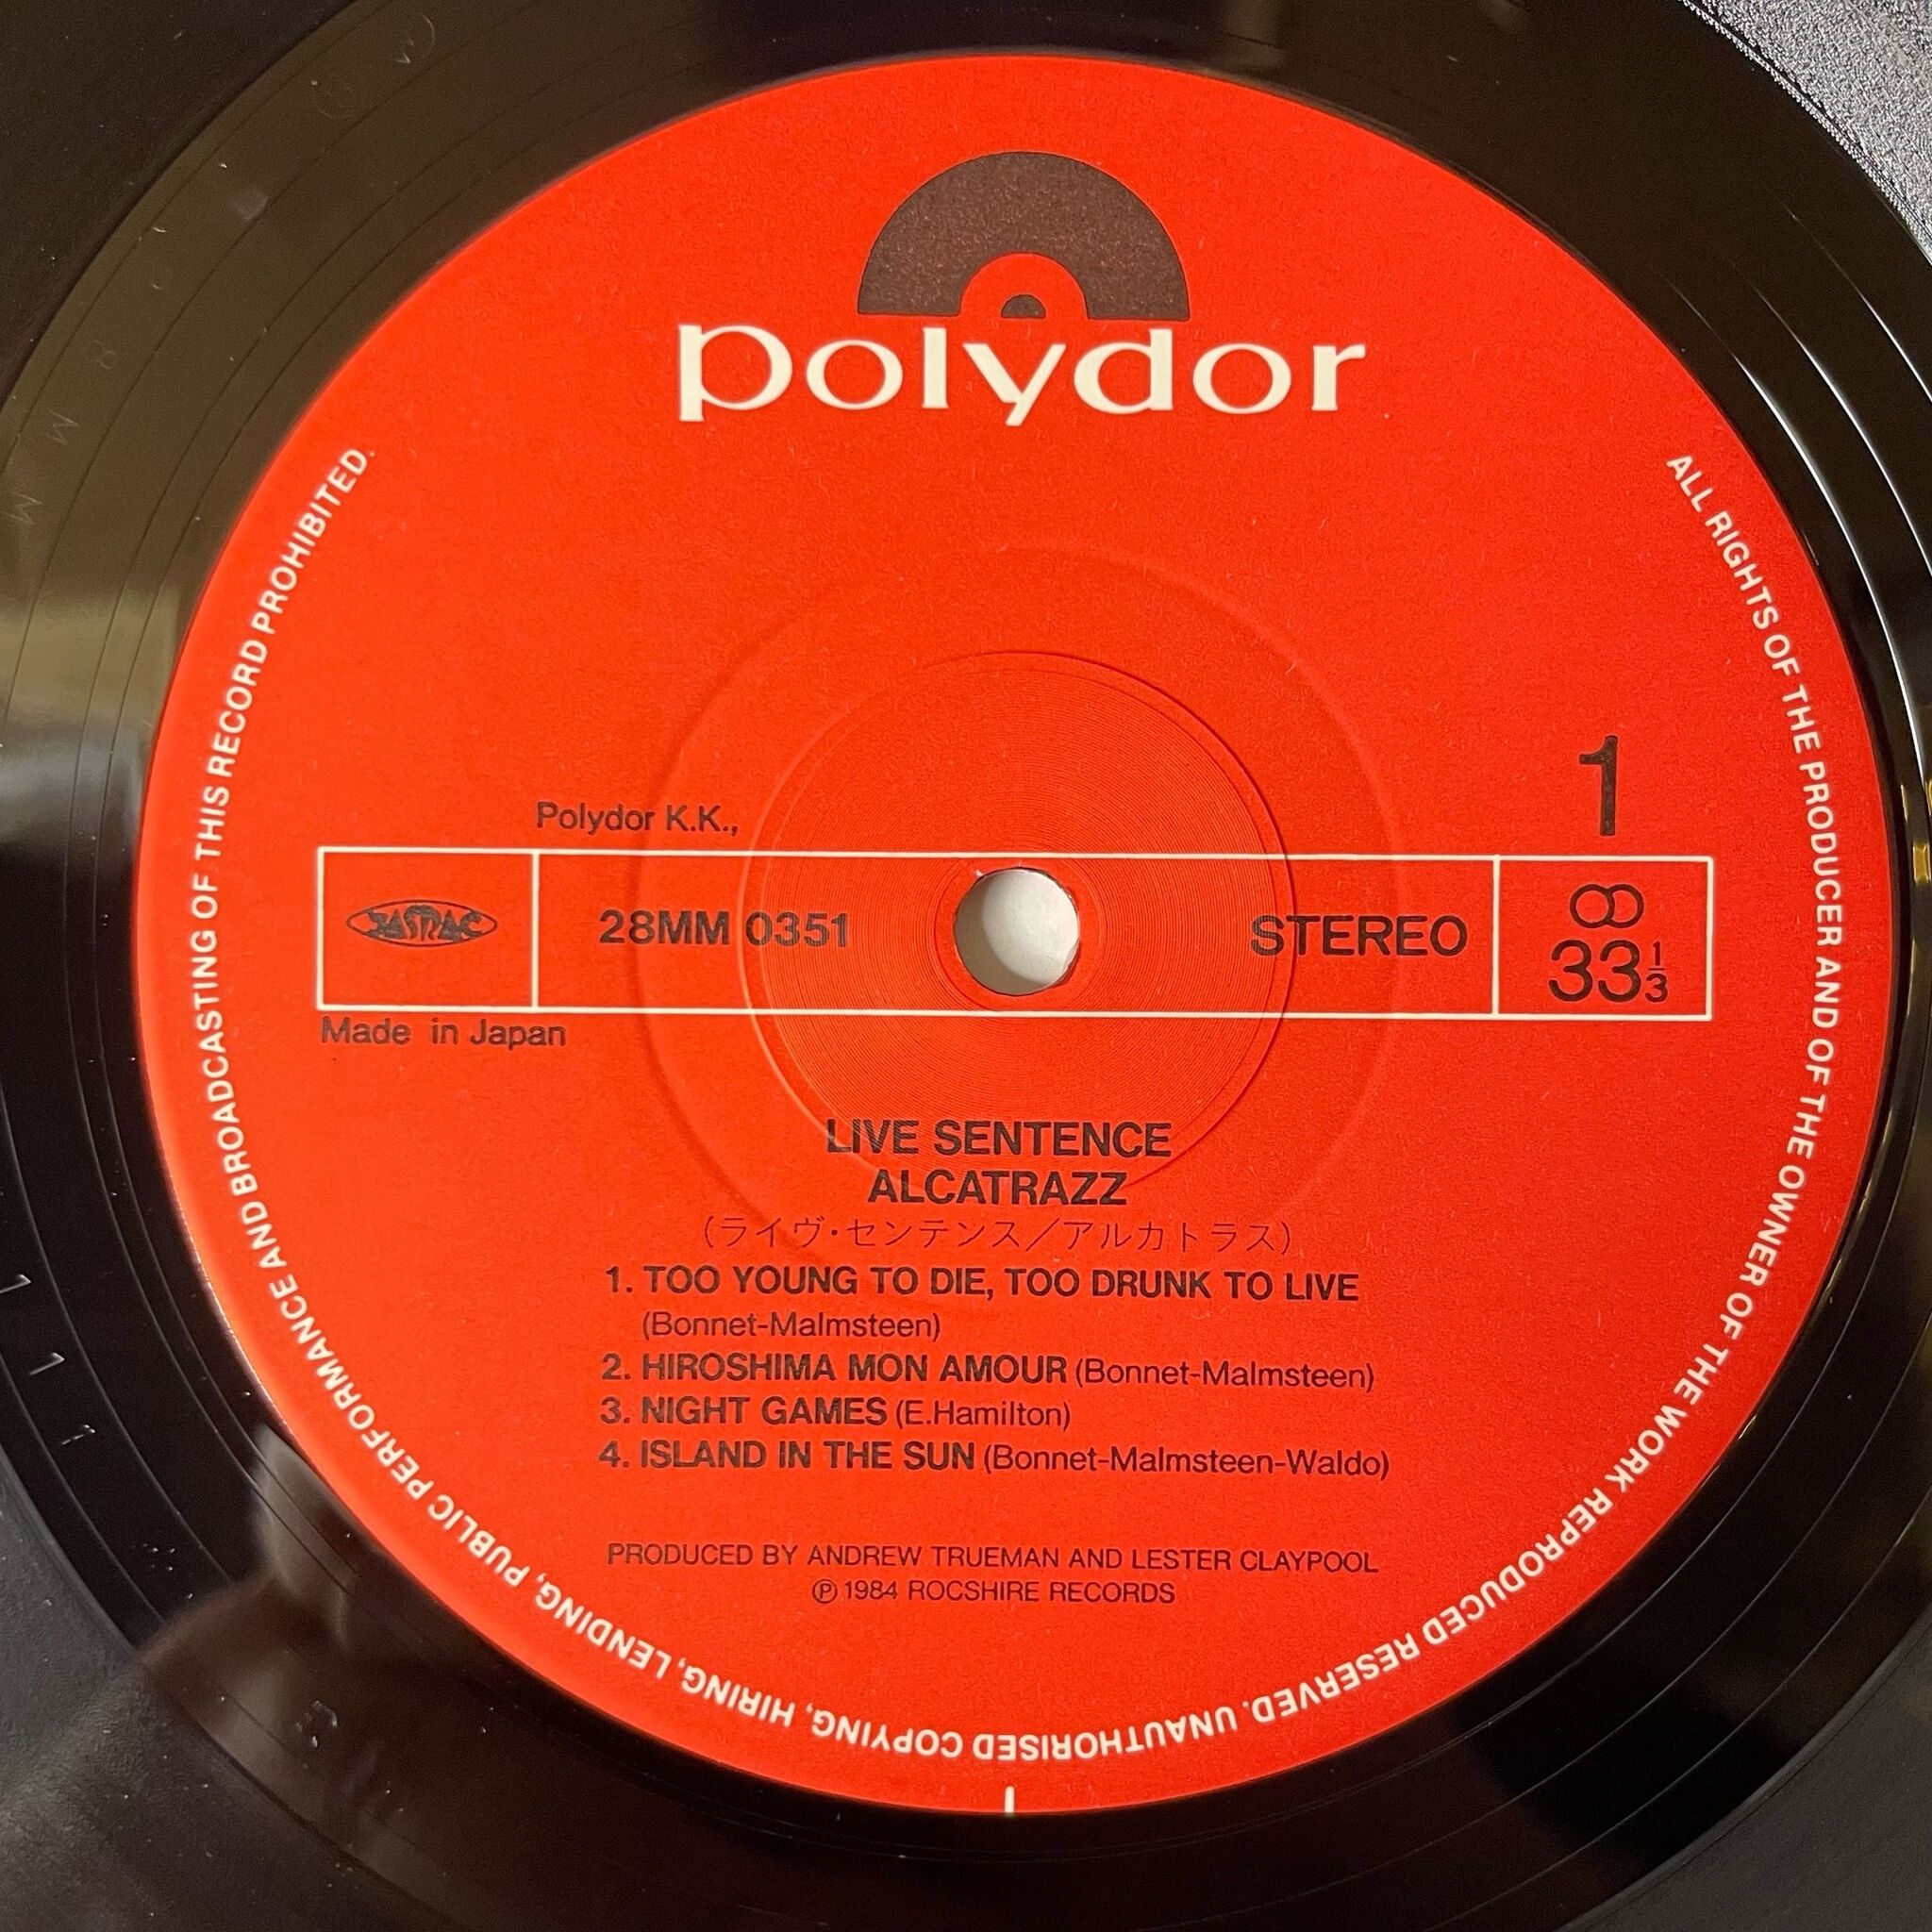 polydor
1
Polydor K.K.,
JASRAC
28MM 0351
STEREO
33 1/3
Made in Japan
LIVE SENTENCE
ALCATRAZZ
(ライヴ・センテンス／アルカトラス)
1. TOO YOUNG TO DIE, TOO DRUNK TO LIVE
(Bonnet-Malmsteen)
2. HIROSHIMA MON AMOUR (Bonnet-Malmsteen)
3. NIGHT GAMES (E.Hamilton)
4. ISLAND IN THE SUN (Bonnet-Malmsteen-Waldo)
PRODUCED BY ANDREW TRUEMAN AND LESTER CLAYPOOL
℗ 1984 ROCSHIRE RECORDS
ALL RIGHTS OF THE PRODUCER AND OF THE OWNER OF THE WORK REPRODUCED RESERVED. UNAUTHORISED COPYING, HIRING, LENDING, PUBLIC PERFORMANCE AND BROADCASTING OF THIS RECORD PROHIBITED.